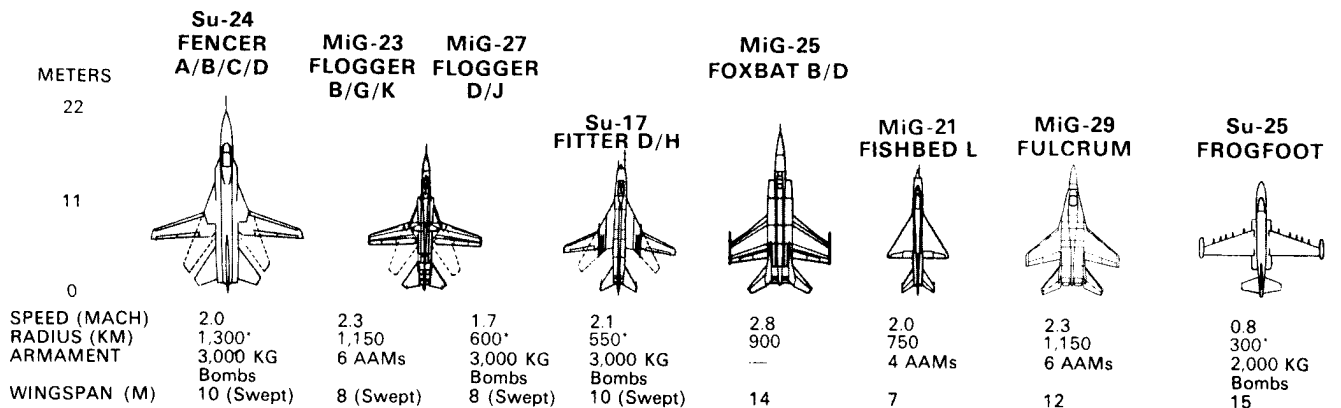 Su-24
FENCER
A/B/C/D
MiG-23
FLOGGER
B/G/K
MiG-27
FLOGGER
D/J
Su-17
FITTER D/H
MiG-25
FOXBAT B/D
MiG-21
FISHBED L
MiG-29
FULCRUM
Su-25
FROGFOOT
METERS
22
11
0
SPEED (MACH) 2.0 2.3 1.7 2.1 2.8 2.0 2.3 0.8
RADIUS (KM) 1,300* 1,150 600* 550* 900 750 1,150 300*
ARMAMENT 3,000 KG 6 AAMs 3,000 KG 3,000 KG — 4 AAMs 6 AAMs 2,000 KG
Bombs Bombs Bombs Bombs
WINGSPAN (M) 10 (Swept) 8 (Swept) 8 (Swept) 10 (Swept) 14 7 12 15